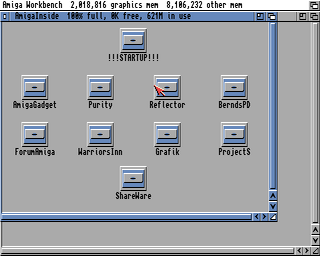 Amiga Workbench  2,018,816 graphics mem  8,106,232 other mem
AmigaInside  100% full, 0K free, 621M in use
!!!STARTUP!!!
AmigaGadget  Purity  Reflector  BerndsPD
ForumAmiga  WarriorsInn  Grafik  ProjectS
ShareWare